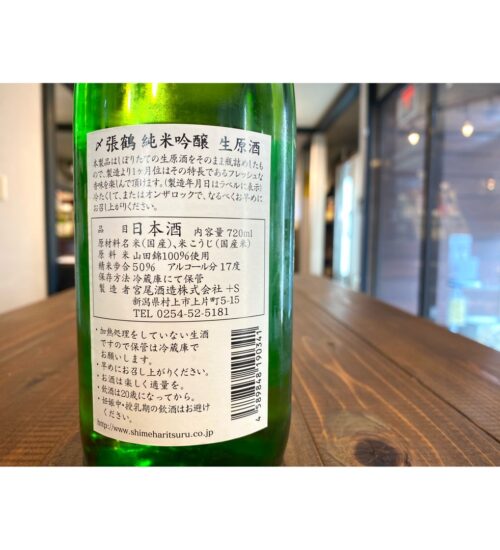 〆張鶴 純米吟醸 生原酒
本製品はしぼりたての生原酒をそのまま瓶詰めしたも
ので、製造より1ヶ月位はその特長であるフレッシュな
香味を楽しんで頂けます。(製造年月日はラベルに表示)
冷たくして、またはオンザロックで、なるべくお早めに
お召し上がりください。
品 目 日本酒 内容量 720ml
原材料名 米(国産)、米こうじ(国産米)
原料米 山田錦100%使用
精米歩合 50% アルコール分 17度
保存方法 冷蔵庫にて保管
製造者 宮尾酒造株式会社 +S
新潟県村上市上片町5-15
TEL 0254-52-5181
・加熱処理をしていない生酒
ですので保管は冷蔵庫で
お願いします。
・早めにお召し上がりください。
・お酒は楽しく適量を。
・飲酒は20歳になってから。
・妊娠中・授乳期の飲酒はお避け
ください。
http://www.shimeharitsuru.co.jp
4589848190341